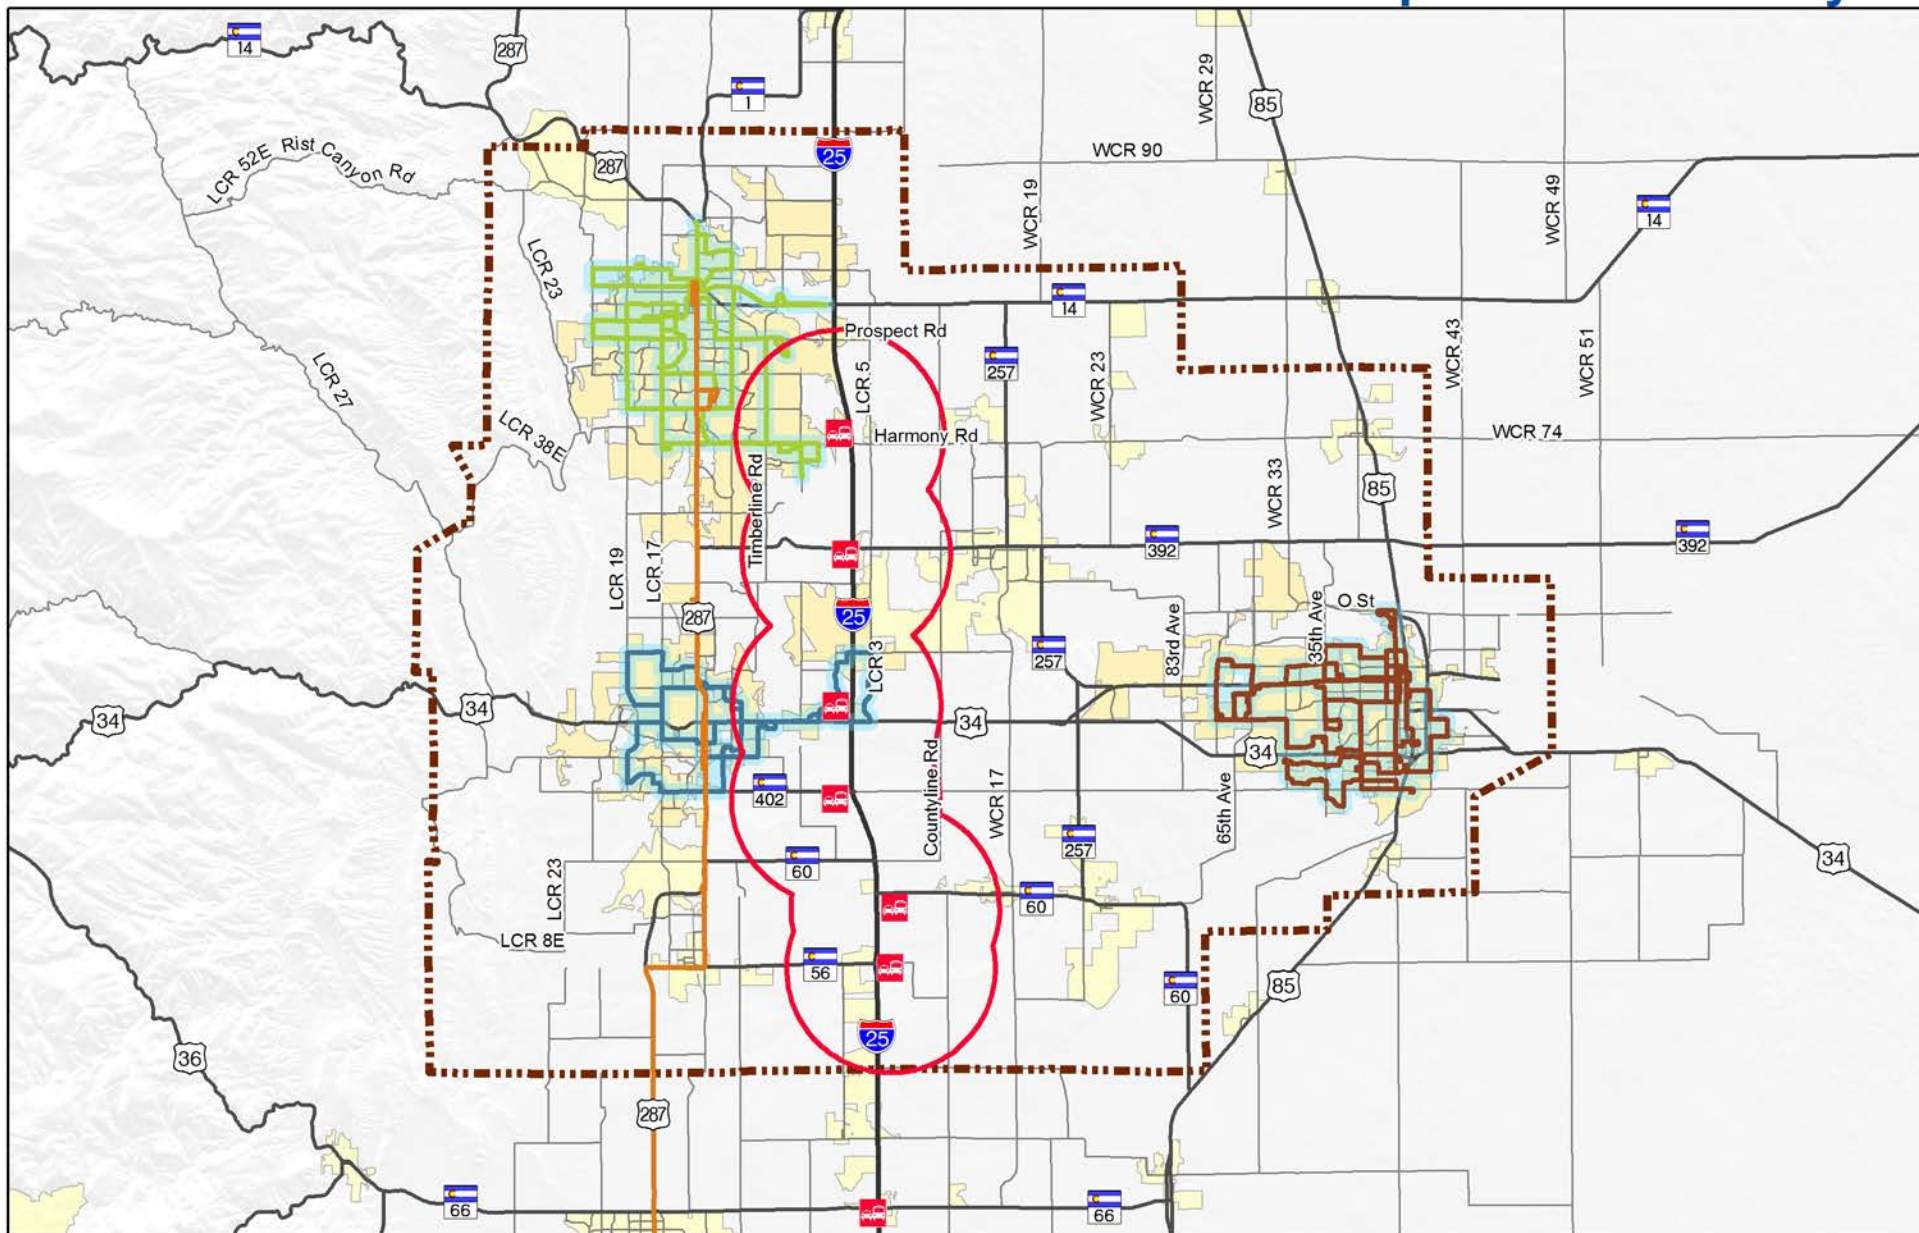 14
287
1
85
WCR 29
25
287
WCR 90
LCR 52E Rist Canyon Rd
WCR 19
WCR 49
14
LCR 23
14
Prospect Rd
257
LCR 27
LCR 5
WCR 23
WCR 43
WCR 51
LCR 38E
Harmony Rd
WCR 74
Timberline Rd
WCR 33
85
392
392
LCR 19
LCR 17
287
25
O St
83rd Ave
35th Ave
257
LCR 3
34
34
34
34
402
Countyline Rd
WCR 17
65th Ave
257
60
34
LCR 23
60
LCR 8E
56
60
85
25
36
287
66
66